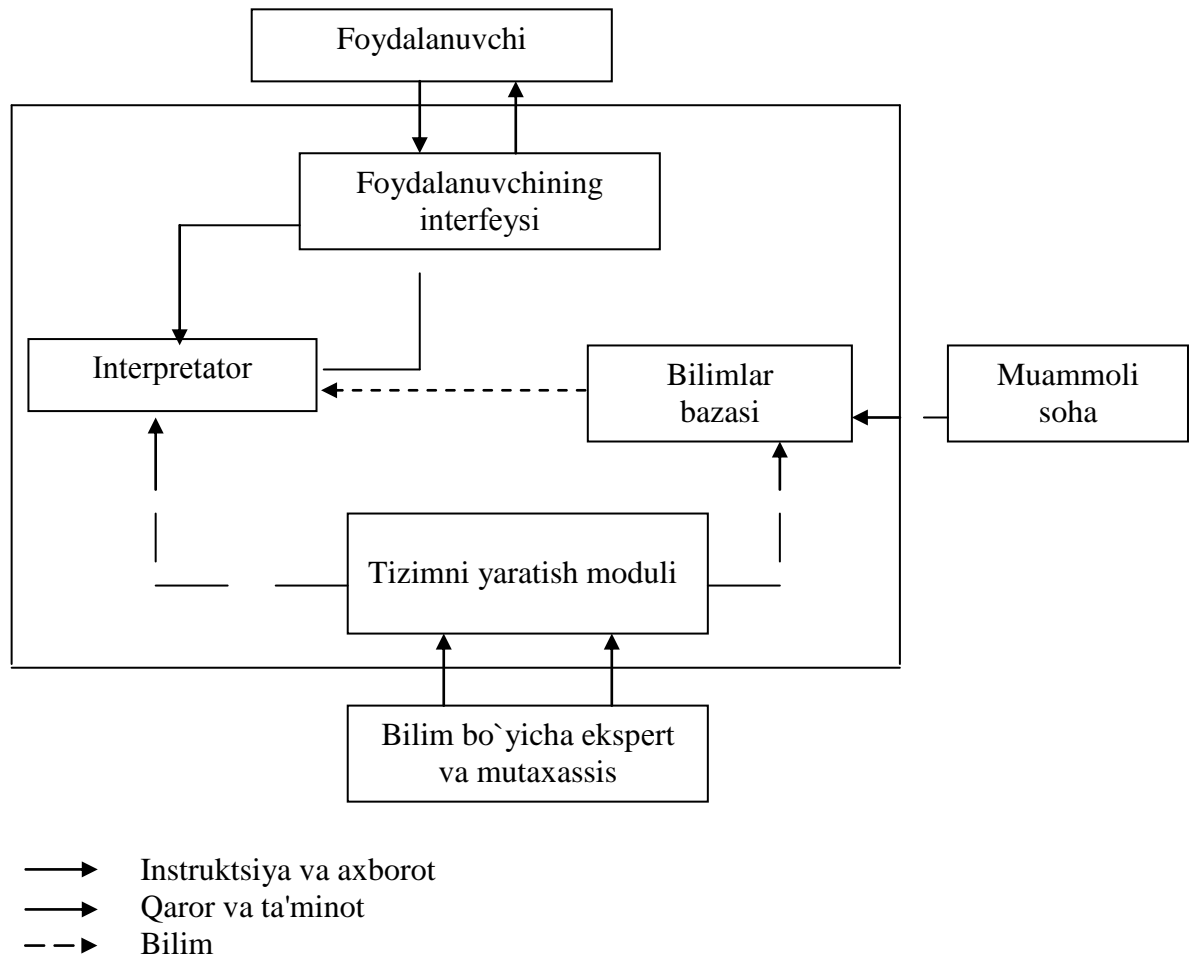 Foydalanuvchi
Foydalanuvchining
interfeysi
Interpretator
Bilimlar
bazasi
Muammoli
soha
Tizimni yaratish moduli
Bilim bo`yicha ekspert
va mutaxassis
Instruktsiya va axborot
Qaror va ta'minot
Bilim